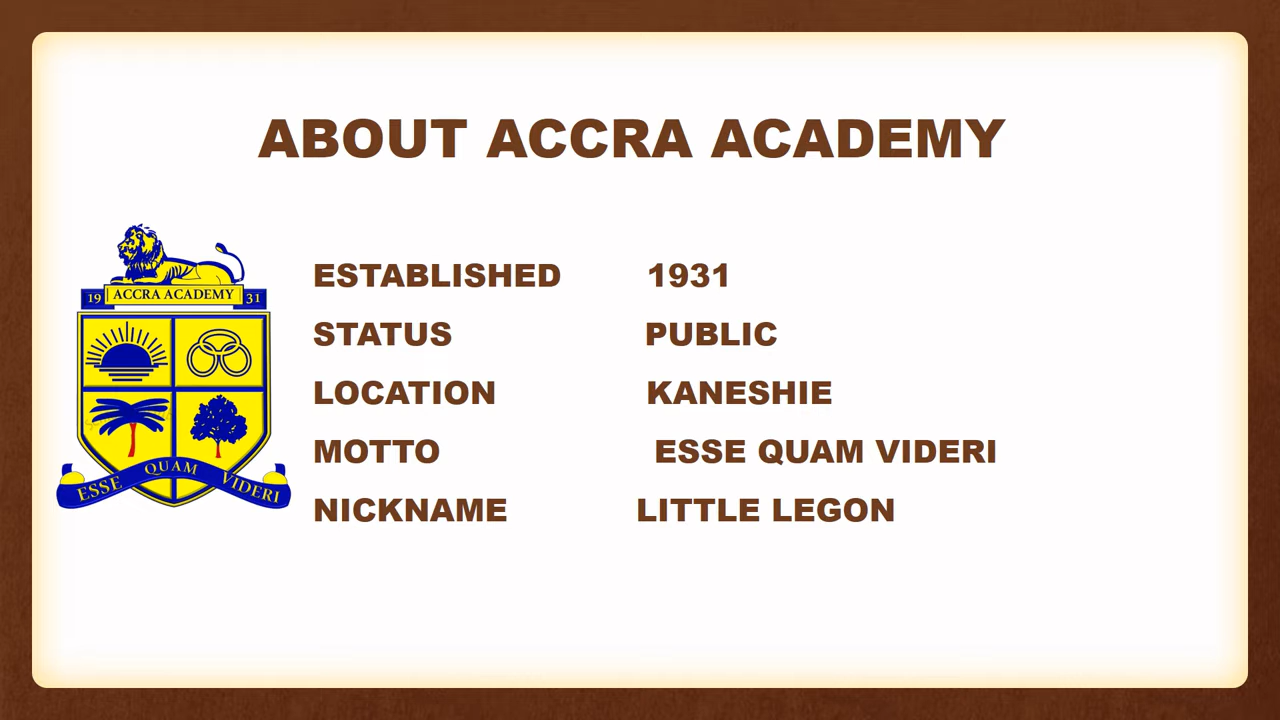 ABOUT ACCRA ACADEMY
19 ACCRA ACADEMY 31
ESSE QUAM VIDERI
ESTABLISHED 1931
STATUS PUBLIC
LOCATION KANESHIE
MOTTO ESSE QUAM VIDERI
NICKNAME LITTLE LEGON